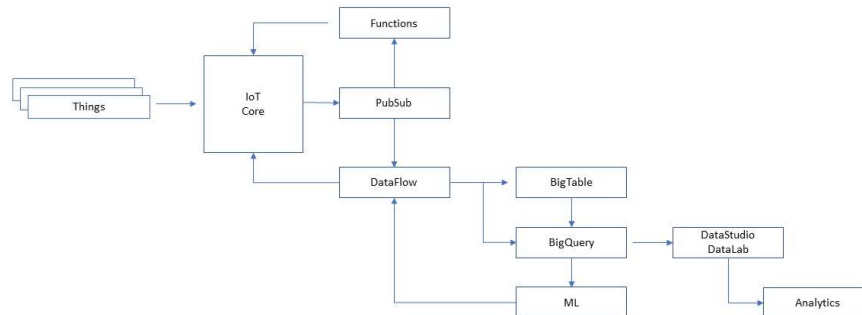 Functions
IoT
Core
Things
PubSub
DataFlow
BigTable
BigQuery
DataStudio
DataLab
ML
Analytics